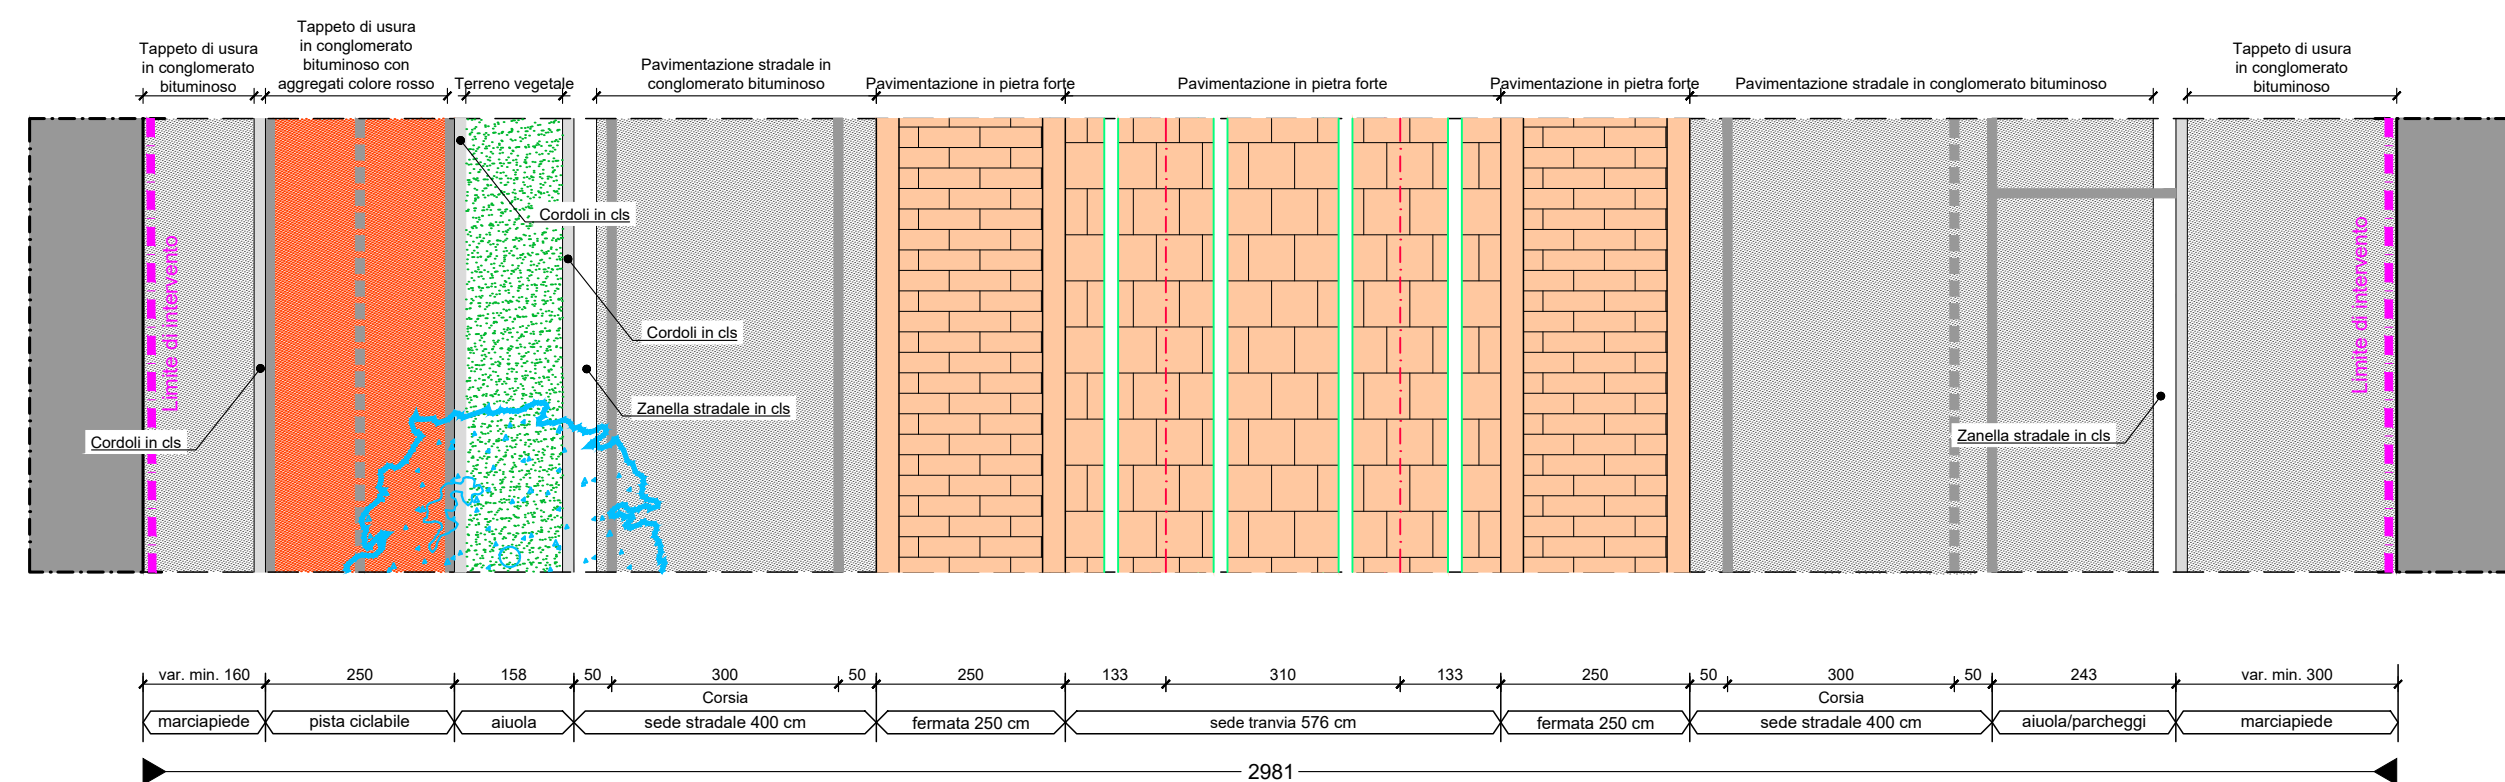 Tappeto di usura
in conglomerato
bituminoso
Tappeto di usura
in conglomerato
bituminoso con
aggregati colore rosso
Terreno vegetale
Pavimentazione stradale in
conglomerato bituminoso
Pavimentazione in pietra forte
Pavimentazione in pietra forte
Pavimentazione in pietra forte
Pavimentazione stradale in conglomerato bituminoso
Tappeto di usura
in conglomerato
bituminoso
Limite di intervento
Cordoli in cls
Cordoli in cls
Cordoli in cls
Zanella stradale in cls
Zanella stradale in cls
Limite di intervento
var. min. 160
250
158
50
300
50
250
133
310
133
250
50
300
50
243
var. min. 300
Corsia
Corsia
marciapiede
pista ciclabile
aiuola
sede stradale 400 cm
fermata 250 cm
sede tranvia 576 cm
fermata 250 cm
sede stradale 400 cm
aiuola/parcheggi
marciapiede
2981